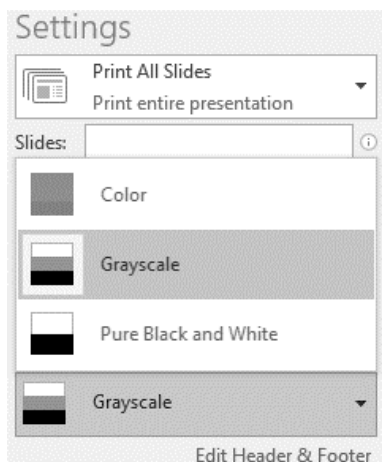 Settings
Print All Slides
Print entire presentation
Slides:
Color
Grayscale
Pure Black and White
Grayscale
Edit Header & Footer